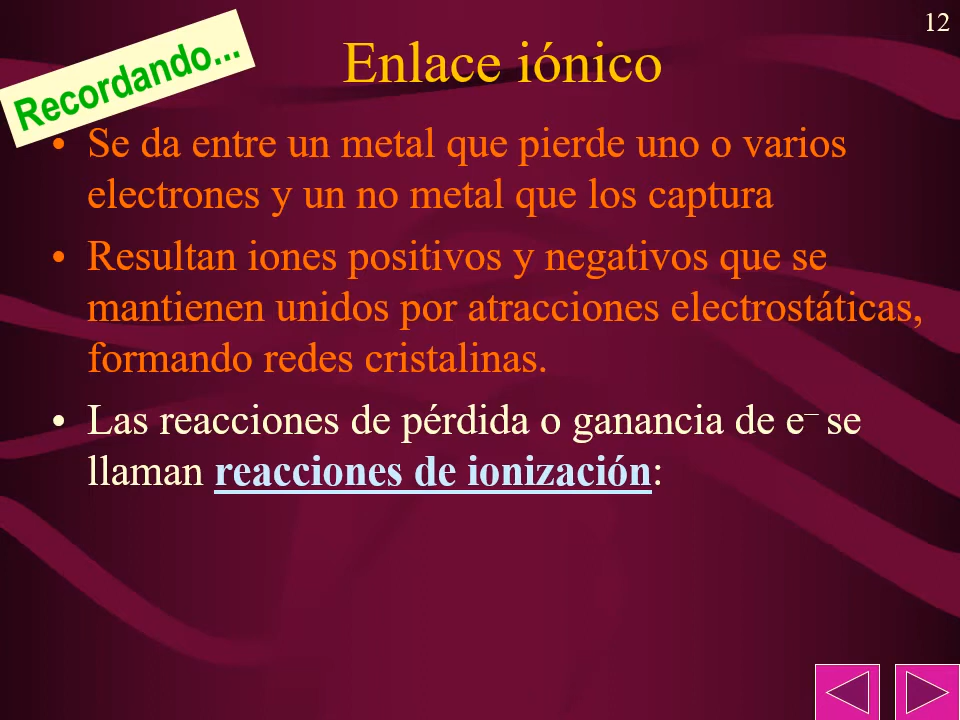 12
Recordando...
Enlace iónico
• Se da entre un metal que pierde uno o varios
electrones y un no metal que los captura
• Resultan iones positivos y negativos que se
mantienen unidos por atracciones electrostáticas,
formando redes cristalinas.
• Las reacciones de pérdida o ganancia de e⁻ se
llaman reacciones de ionización: